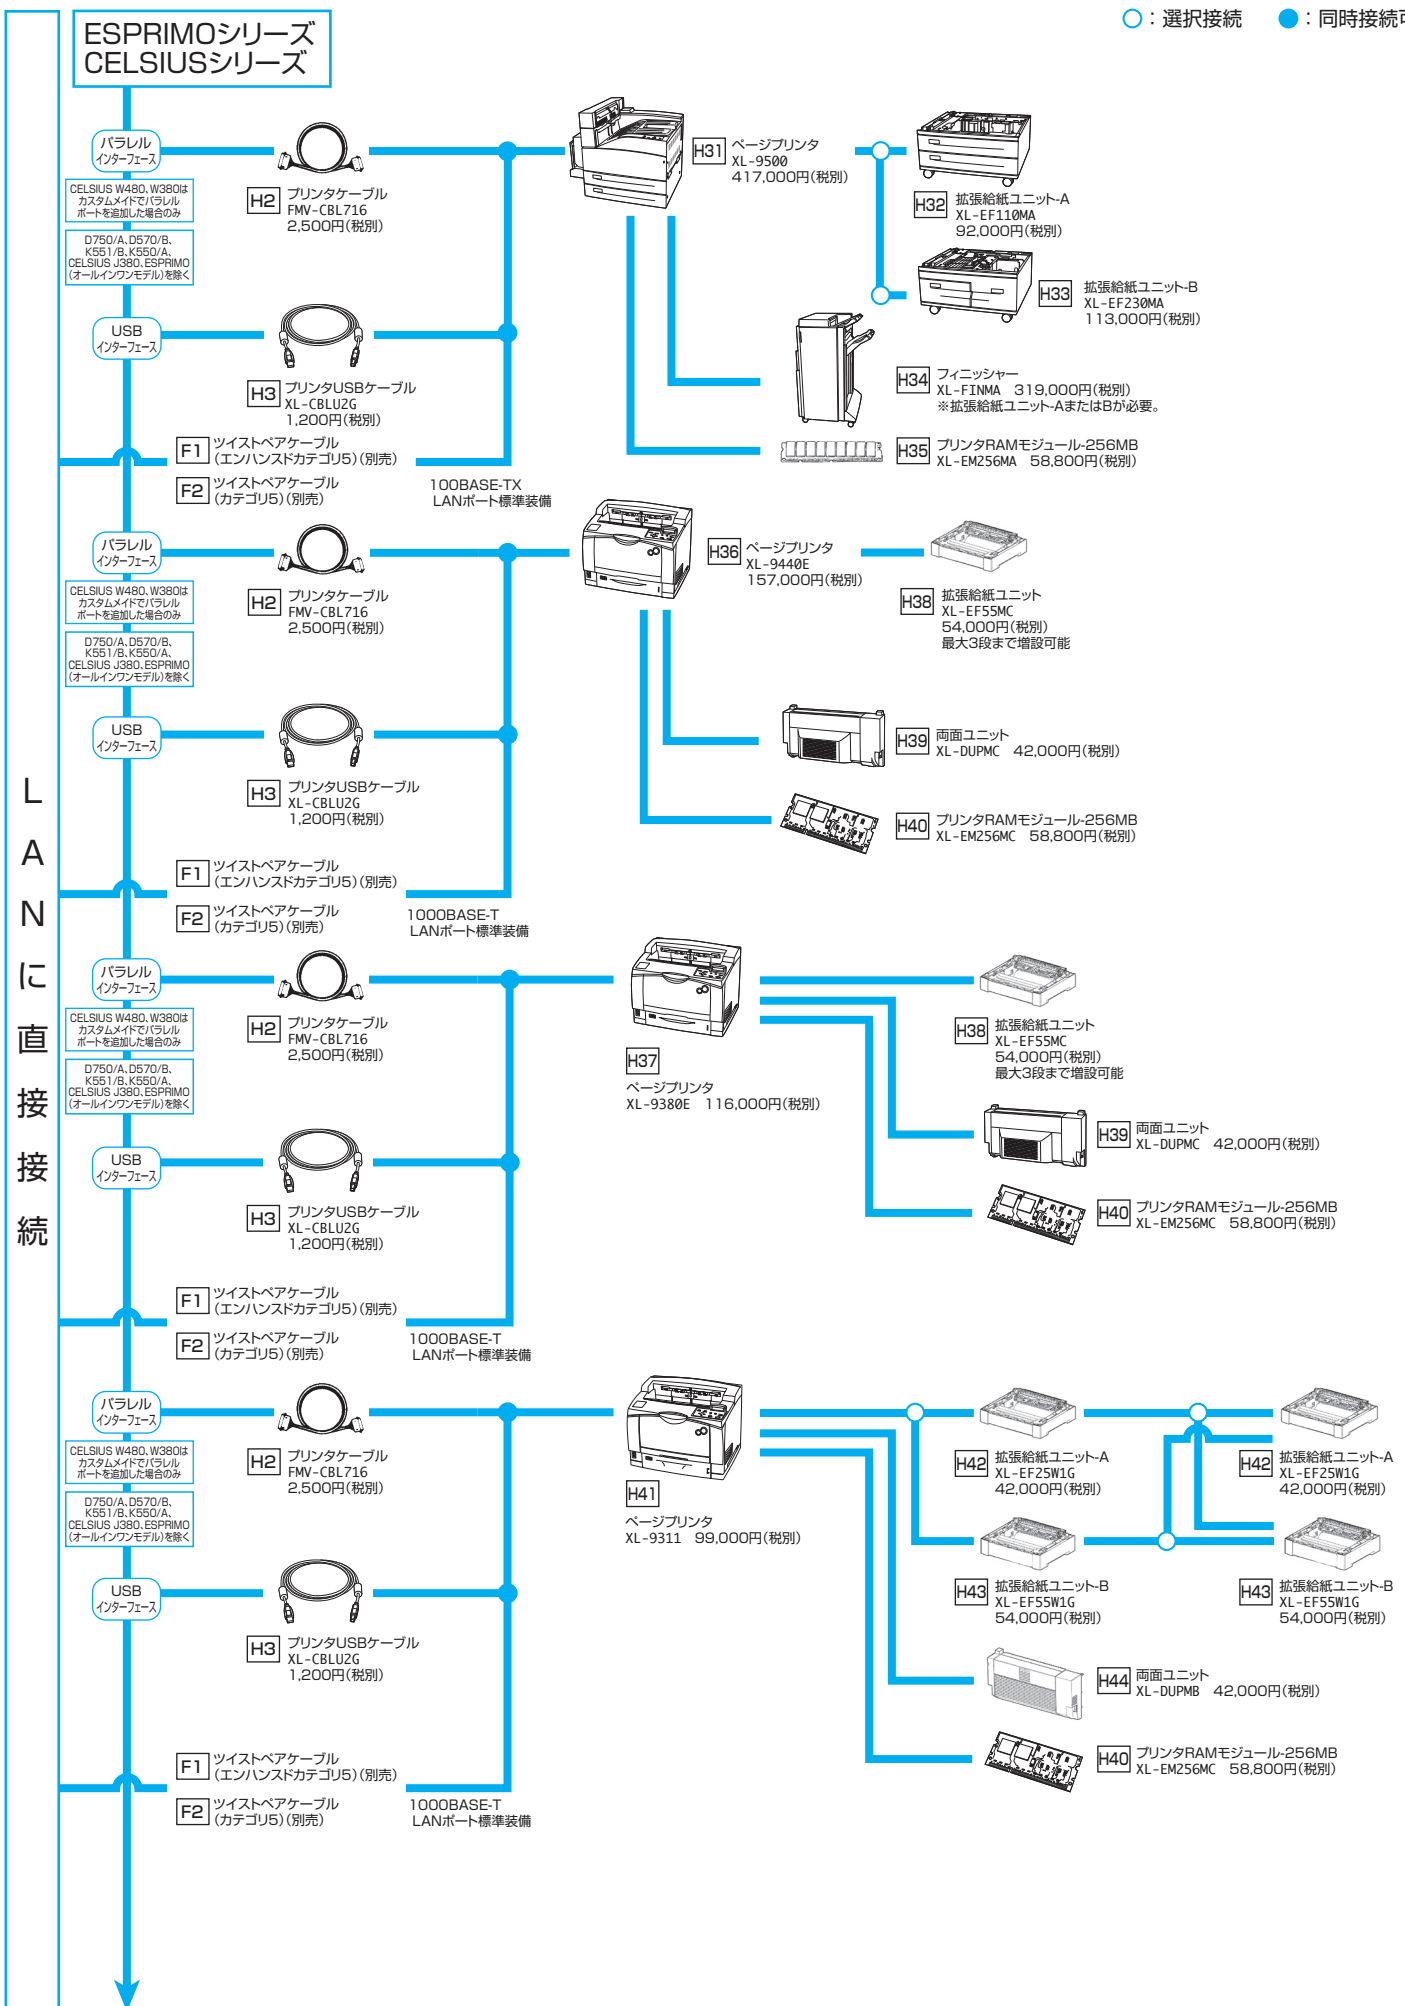 ○：選択接続　●：同時接続可
ESPRIMOシリーズ
CELSIUSシリーズ
LANに直接接続
パラレル
インターフェース
CELSIUS W480、W380は
カスタムメイドでパラレル
ポートを追加した場合のみ
D750/A、D570/B、
K551/B、K550/A、
CELSIUS J380、ESPRIMO
（オールインワンモデル）を除く
H2 プリンタケーブル
FMV-CBL716
2,500円（税別）
USB
インターフェース
H3 プリンタUSBケーブル
XL-CBLU2G
1,200円（税別）
F1 ツイストペアケーブル
（エンハンスドカテゴリ5）（別売）
F2 ツイストペアケーブル
（カテゴリ5）（別売）
100BASE-TX
LANポート標準装備
H31 ページプリンタ
XL-9500
417,000円（税別）
H32 拡張給紙ユニット-A
XL-EF110MA
92,000円（税別）
H33 拡張給紙ユニット-B
XL-EF230MA
113,000円（税別）
H34 フィニッシャー
XL-FINMA 319,000円（税別）
※拡張給紙ユニット-AまたはBが必要。
H35 プリンタRAMモジュール-256MB
XL-EM256MA 58,800円（税別）
パラレル
インターフェース
CELSIUS W480、W380は
カスタムメイドでパラレル
ポートを追加した場合のみ
D750/A、D570/B、
K551/B、K550/A、
CELSIUS J380、ESPRIMO
（オールインワンモデル）を除く
H2 プリンタケーブル
FMV-CBL716
2,500円（税別）
USB
インターフェース
H3 プリンタUSBケーブル
XL-CBLU2G
1,200円（税別）
F1 ツイストペアケーブル
（エンハンスドカテゴリ5）（別売）
F2 ツイストペアケーブル
（カテゴリ5）（別売）
1000BASE-T
LANポート標準装備
H36 ページプリンタ
XL-9440E
157,000円（税別）
H38 拡張給紙ユニット
XL-EF55MC
54,000円（税別）
最大3段まで増設可能
H39 両面ユニット
XL-DUPMC 42,000円（税別）
H40 プリンタRAMモジュール-256MB
XL-EM256MC 58,800円（税別）
パラレル
インターフェース
CELSIUS W480、W380は
カスタムメイドでパラレル
ポートを追加した場合のみ
D750/A、D570/B、
K551/B、K550/A、
CELSIUS J380、ESPRIMO
（オールインワンモデル）を除く
H2 プリンタケーブル
FMV-CBL716
2,500円（税別）
USB
インターフェース
H3 プリンタUSBケーブル
XL-CBLU2G
1,200円（税別）
F1 ツイストペアケーブル
（エンハンスドカテゴリ5）（別売）
F2 ツイストペアケーブル
（カテゴリ5）（別売）
1000BASE-T
LANポート標準装備
H37
ページプリンタ
XL-9380E 116,000円（税別）
H38 拡張給紙ユニット
XL-EF55MC
54,000円（税別）
最大3段まで増設可能
H39 両面ユニット
XL-DUPMC 42,000円（税別）
H40 プリンタRAMモジュール-256MB
XL-EM256MC 58,800円（税別）
パラレル
インターフェース
CELSIUS W480、W380は
カスタムメイドでパラレル
ポートを追加した場合のみ
D750/A、D570/B、
K551/B、K550/A、
CELSIUS J380、ESPRIMO
（オールインワンモデル）を除く
H2 プリンタケーブル
FMV-CBL716
2,500円（税別）
USB
インターフェース
H3 プリンタUSBケーブル
XL-CBLU2G
1,200円（税別）
F1 ツイストペアケーブル
（エンハンスドカテゴリ5）（別売）
F2 ツイストペアケーブル
（カテゴリ5）（別売）
1000BASE-T
LANポート標準装備
H41
ページプリンタ
XL-9311 99,000円（税別）
H42 拡張給紙ユニット-A
XL-EF25W1G
42,000円（税別）
H42 拡張給紙ユニット-A
XL-EF25W1G
42,000円（税別）
H43 拡張給紙ユニット-B
XL-EF55W1G
54,000円（税別）
H43 拡張給紙ユニット-B
XL-EF55W1G
54,000円（税別）
H44 両面ユニット
XL-DUPMB 42,000円（税別）
H40 プリンタRAMモジュール-256MB
XL-EM256MC 58,800円（税別）